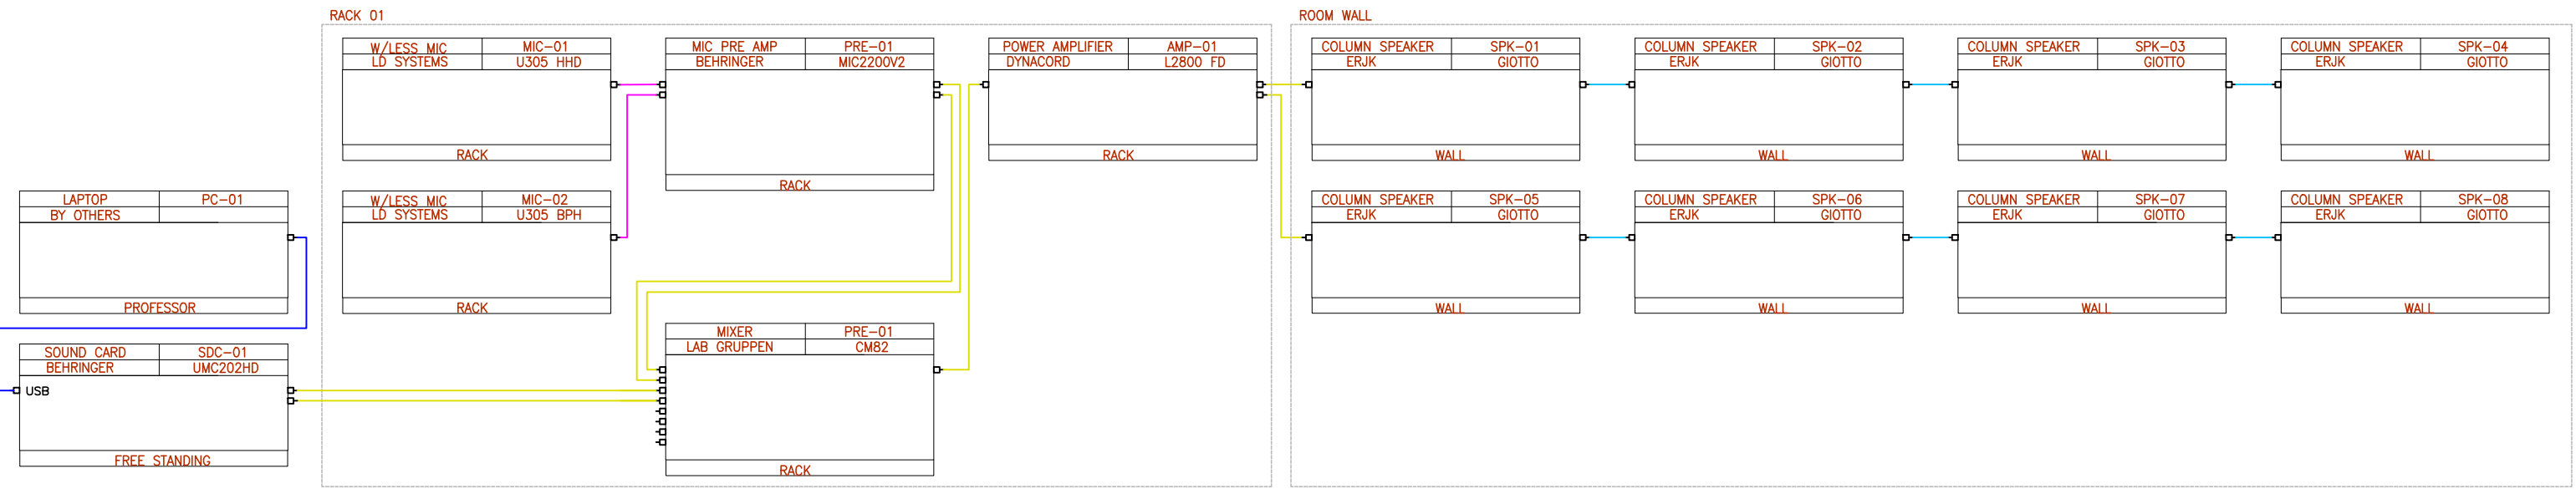 RACK 01
ROOM WALL
W/LESS MIC MIC-01
LD SYSTEMS U305 HHD
RACK
MIC PRE AMP PRE-01
BEHRINGER MIC2200V2
RACK
POWER AMPLIFIER AMP-01
DYNACORD L2800 FD
RACK
COLUMN SPEAKER SPK-01
ERJK GIOTTO
WALL
COLUMN SPEAKER SPK-02
ERJK GIOTTO
WALL
COLUMN SPEAKER SPK-03
ERJK GIOTTO
WALL
COLUMN SPEAKER SPK-04
ERJK GIOTTO
WALL
LAPTOP PC-01
BY OTHERS
PROFESSOR
W/LESS MIC MIC-02
LD SYSTEMS U305 BPH
RACK
COLUMN SPEAKER SPK-05
ERJK GIOTTO
WALL
COLUMN SPEAKER SPK-06
ERJK GIOTTO
WALL
COLUMN SPEAKER SPK-07
ERJK GIOTTO
WALL
COLUMN SPEAKER SPK-08
ERJK GIOTTO
WALL
SOUND CARD SDC-01
BEHRINGER UMC202HD
USB
FREE STANDING
MIXER PRE-01
LAB GRUPPEN CM82
RACK